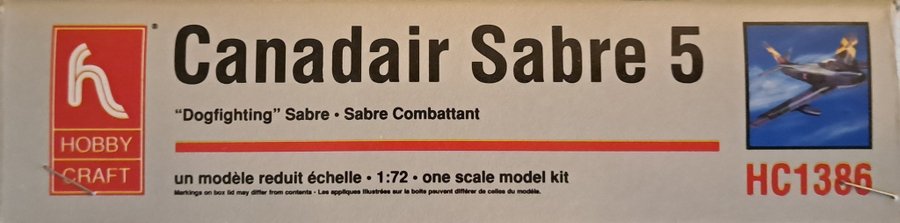 Canadair Sabre 5
"Dogfighting" Sabre • Sabre Combattant
un modèle reduit échelle • 1:72 • one scale model kit
Markings on box lid may differ from contents • Les appliques illustrées sur la boite peuvent différer de celles du modèle.
HOBBY
CRAFT
HC1386